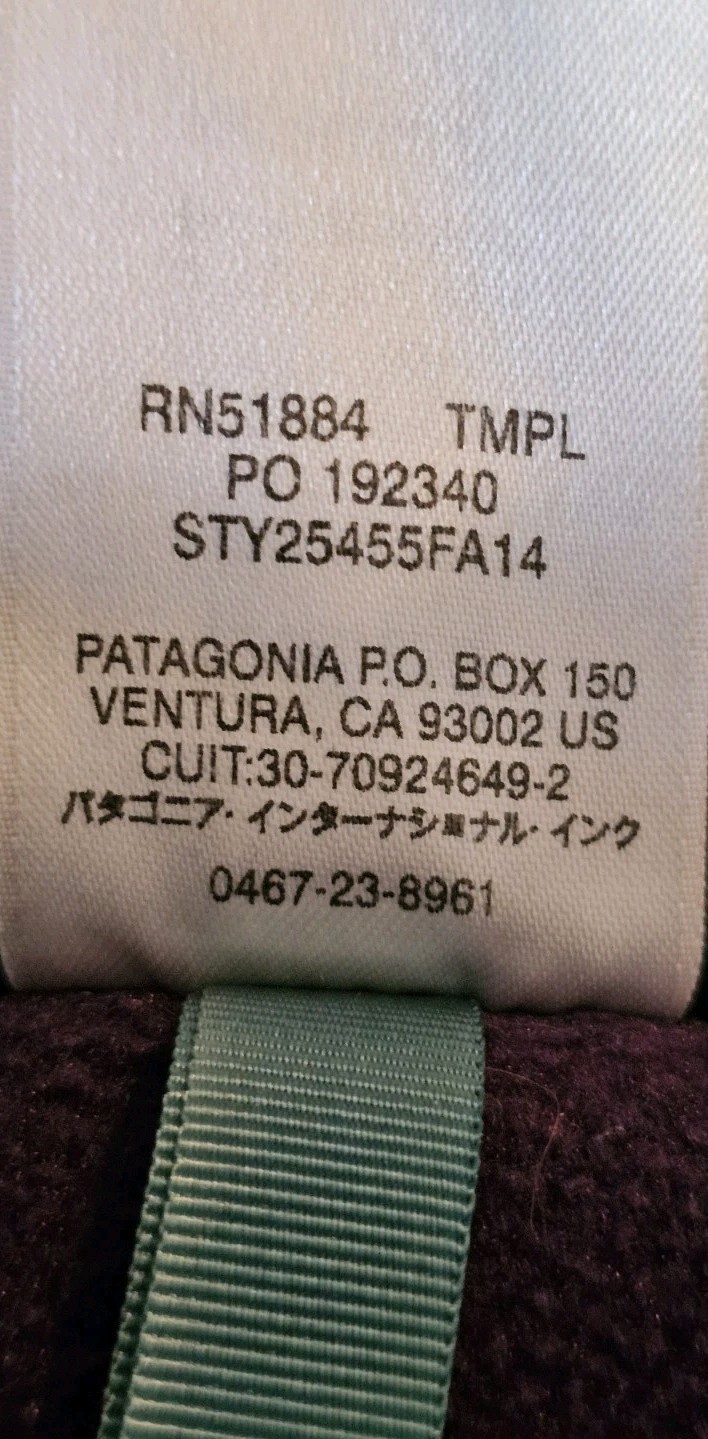 RN51884 TMPL
PO 192340
STY25455FA14
PATAGONIA P.O. BOX 150
VENTURA, CA 93002 US
CUIT:30-70924649-2
パタゴニア・インターナショナル・インク
0467-23-8961